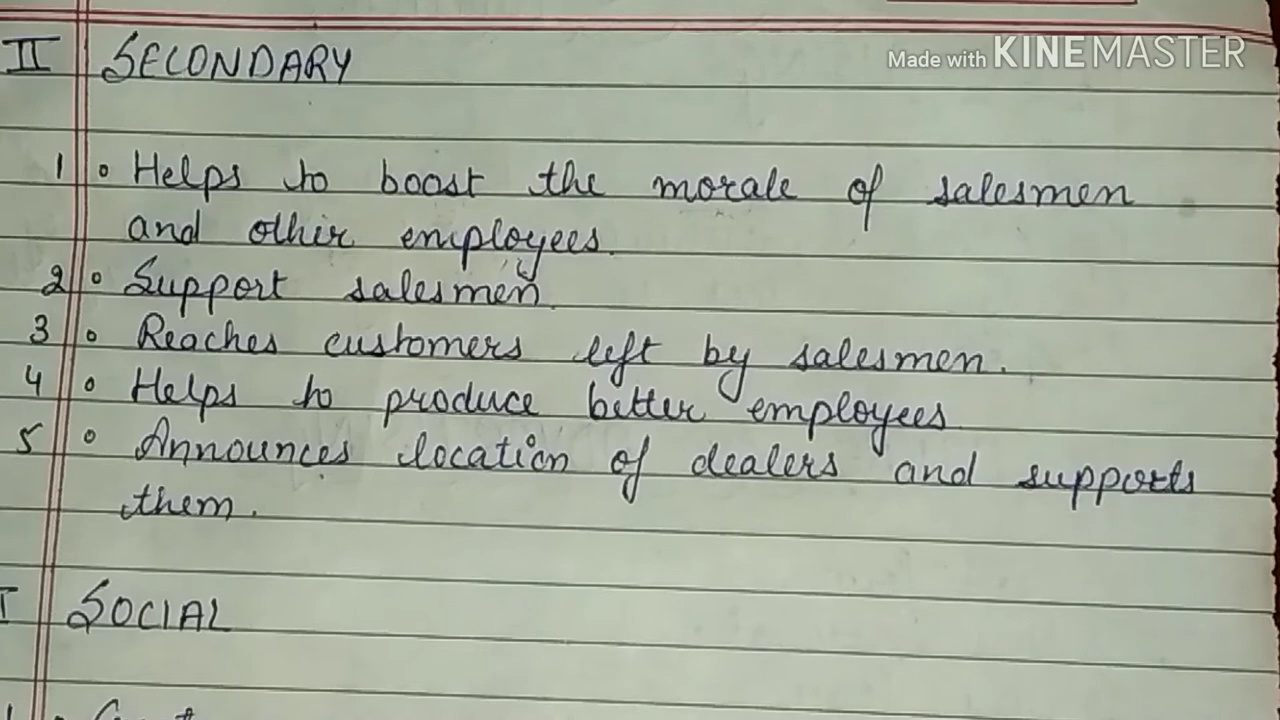 Made with KINEMASTER
II SECONDARY
1 Helps to boost the morale of salesmen
and other employees.
2 Support salesmen.
3 Reaches customers left by salesmen.
4 Helps to produce better employees
5 Announces location of dealers and supports
them.
SOCIAL